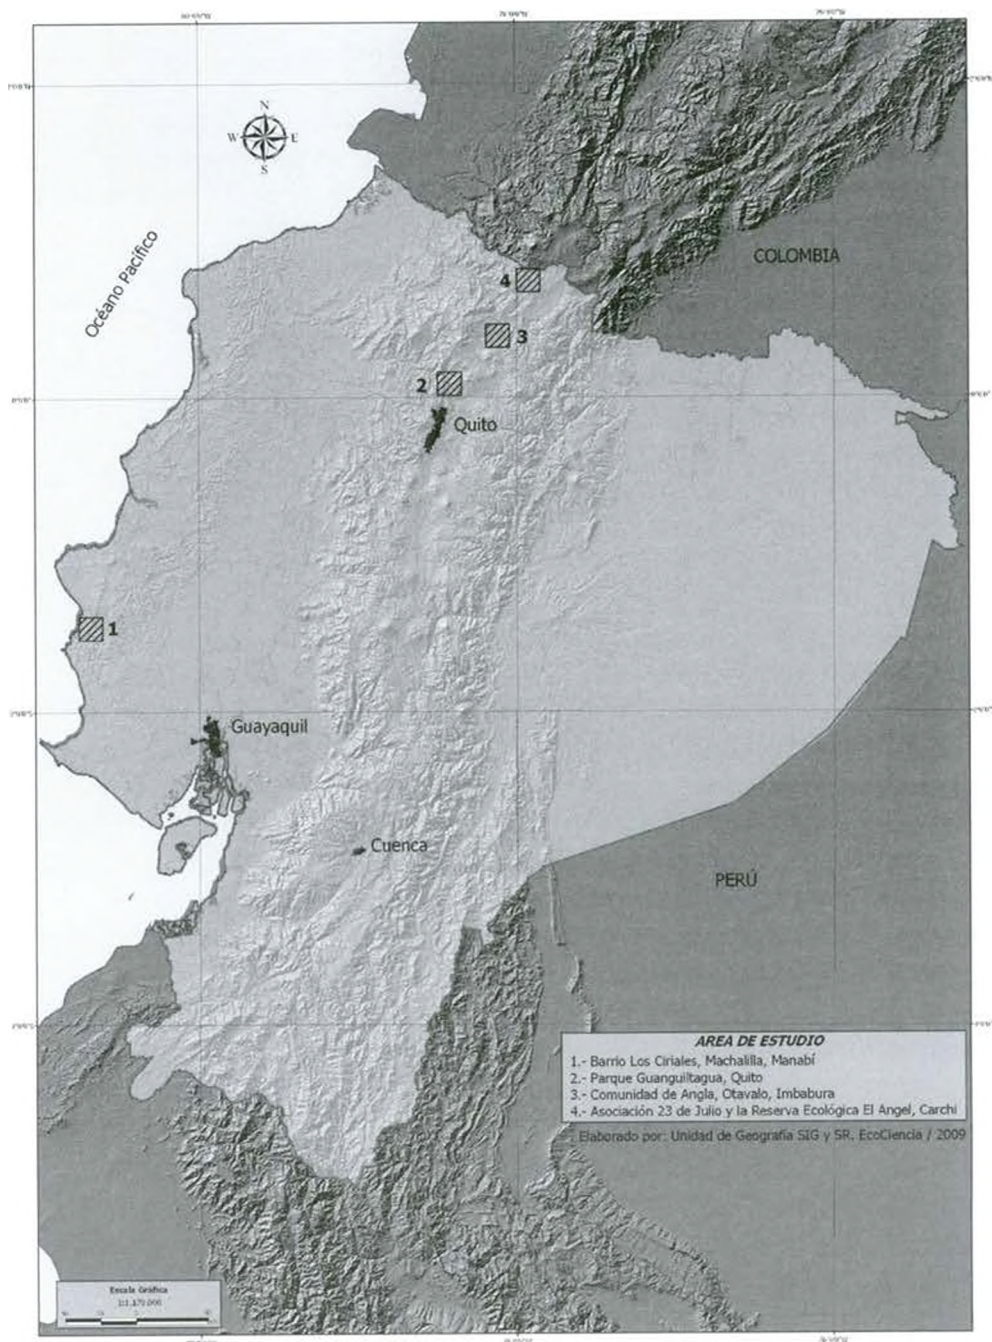 N
W E
S
Océano Pacífico
COLOMBIA
4
3
2
Quito
1
Guayaquil
Cuenca
PERÚ
AREA DE ESTUDIO
1.- Barrio Los Ciriales, Machalilla, Manabí
2.- Parque Guanguiltagua, Quito
3.- Comunidad de Angla, Otavalo, Imbabura
4.- Asociación 23 de Julio y la Reserva Ecológica El Angel, Carchi
Elaborado por: Unidad de Geografía SIG y SR. EcoCiencia / 2009
Escala Gráfica